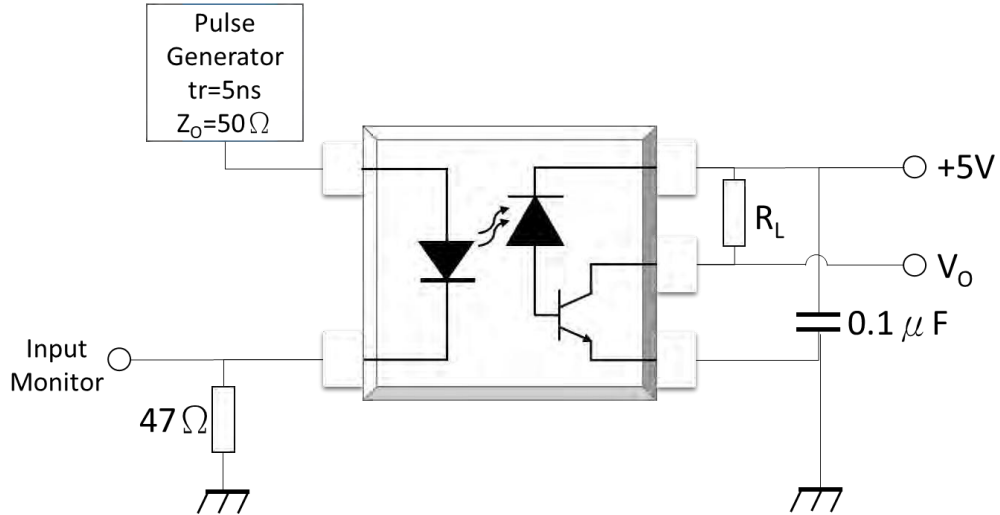 Pulse
Generator
tr=5ns
Zo=50Ω
+5V
RL
Vo
0.1μF
Input
Monitor
47Ω